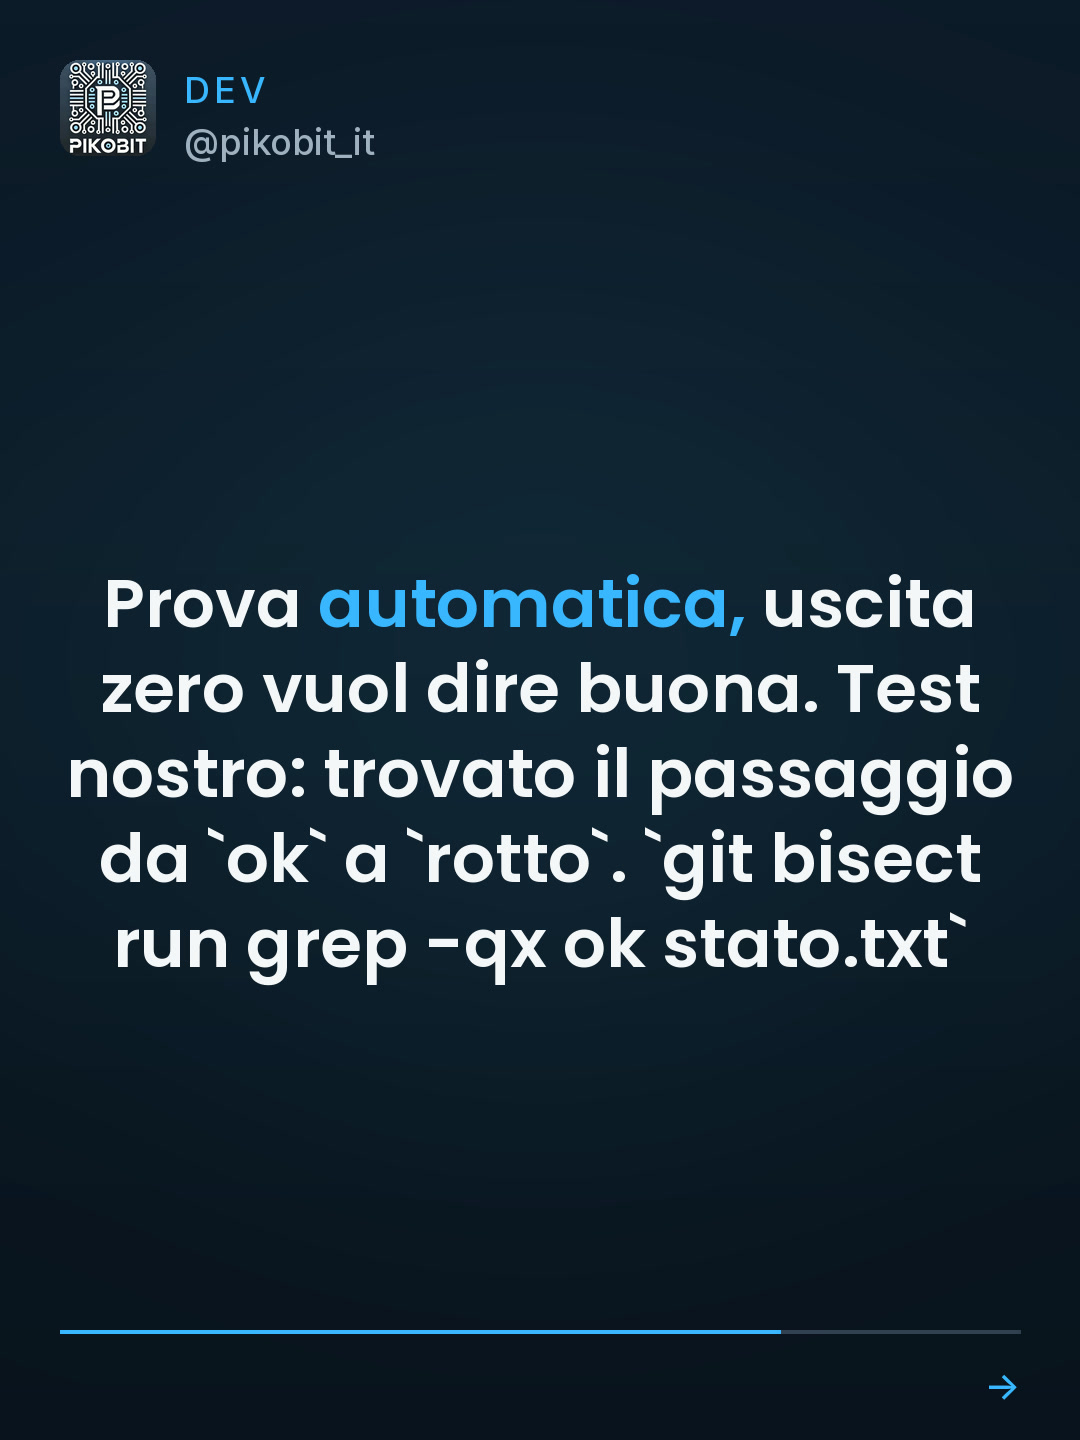 PIKOBIT
DEV
@pikobit_it
Prova automatica, uscita
zero vuol dire buona. Test
nostro: trovato il passaggio
da `ok` a `rotto`. `git bisect
run grep -qx ok stato.txt`